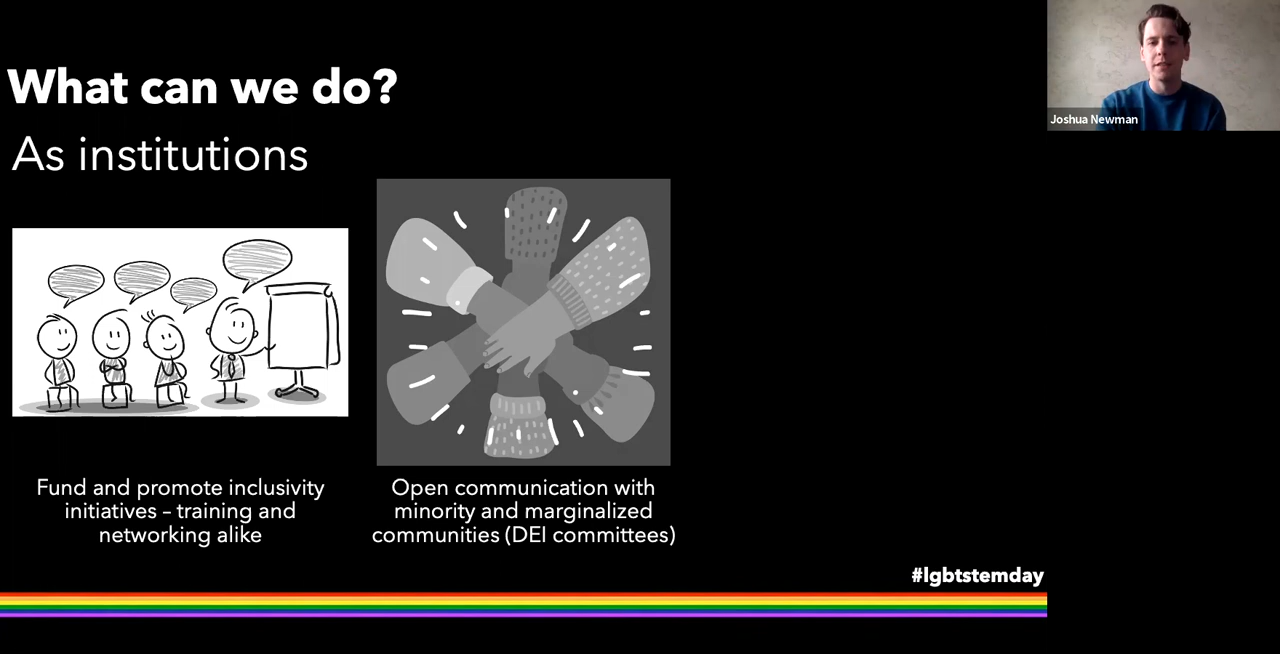 What can we do?
As institutions
Joshua Newman
Fund and promote inclusivity
initiatives – training and
networking alike
Open communication with
minority and marginalized
communities (DEI committees)
#lgbtstemday